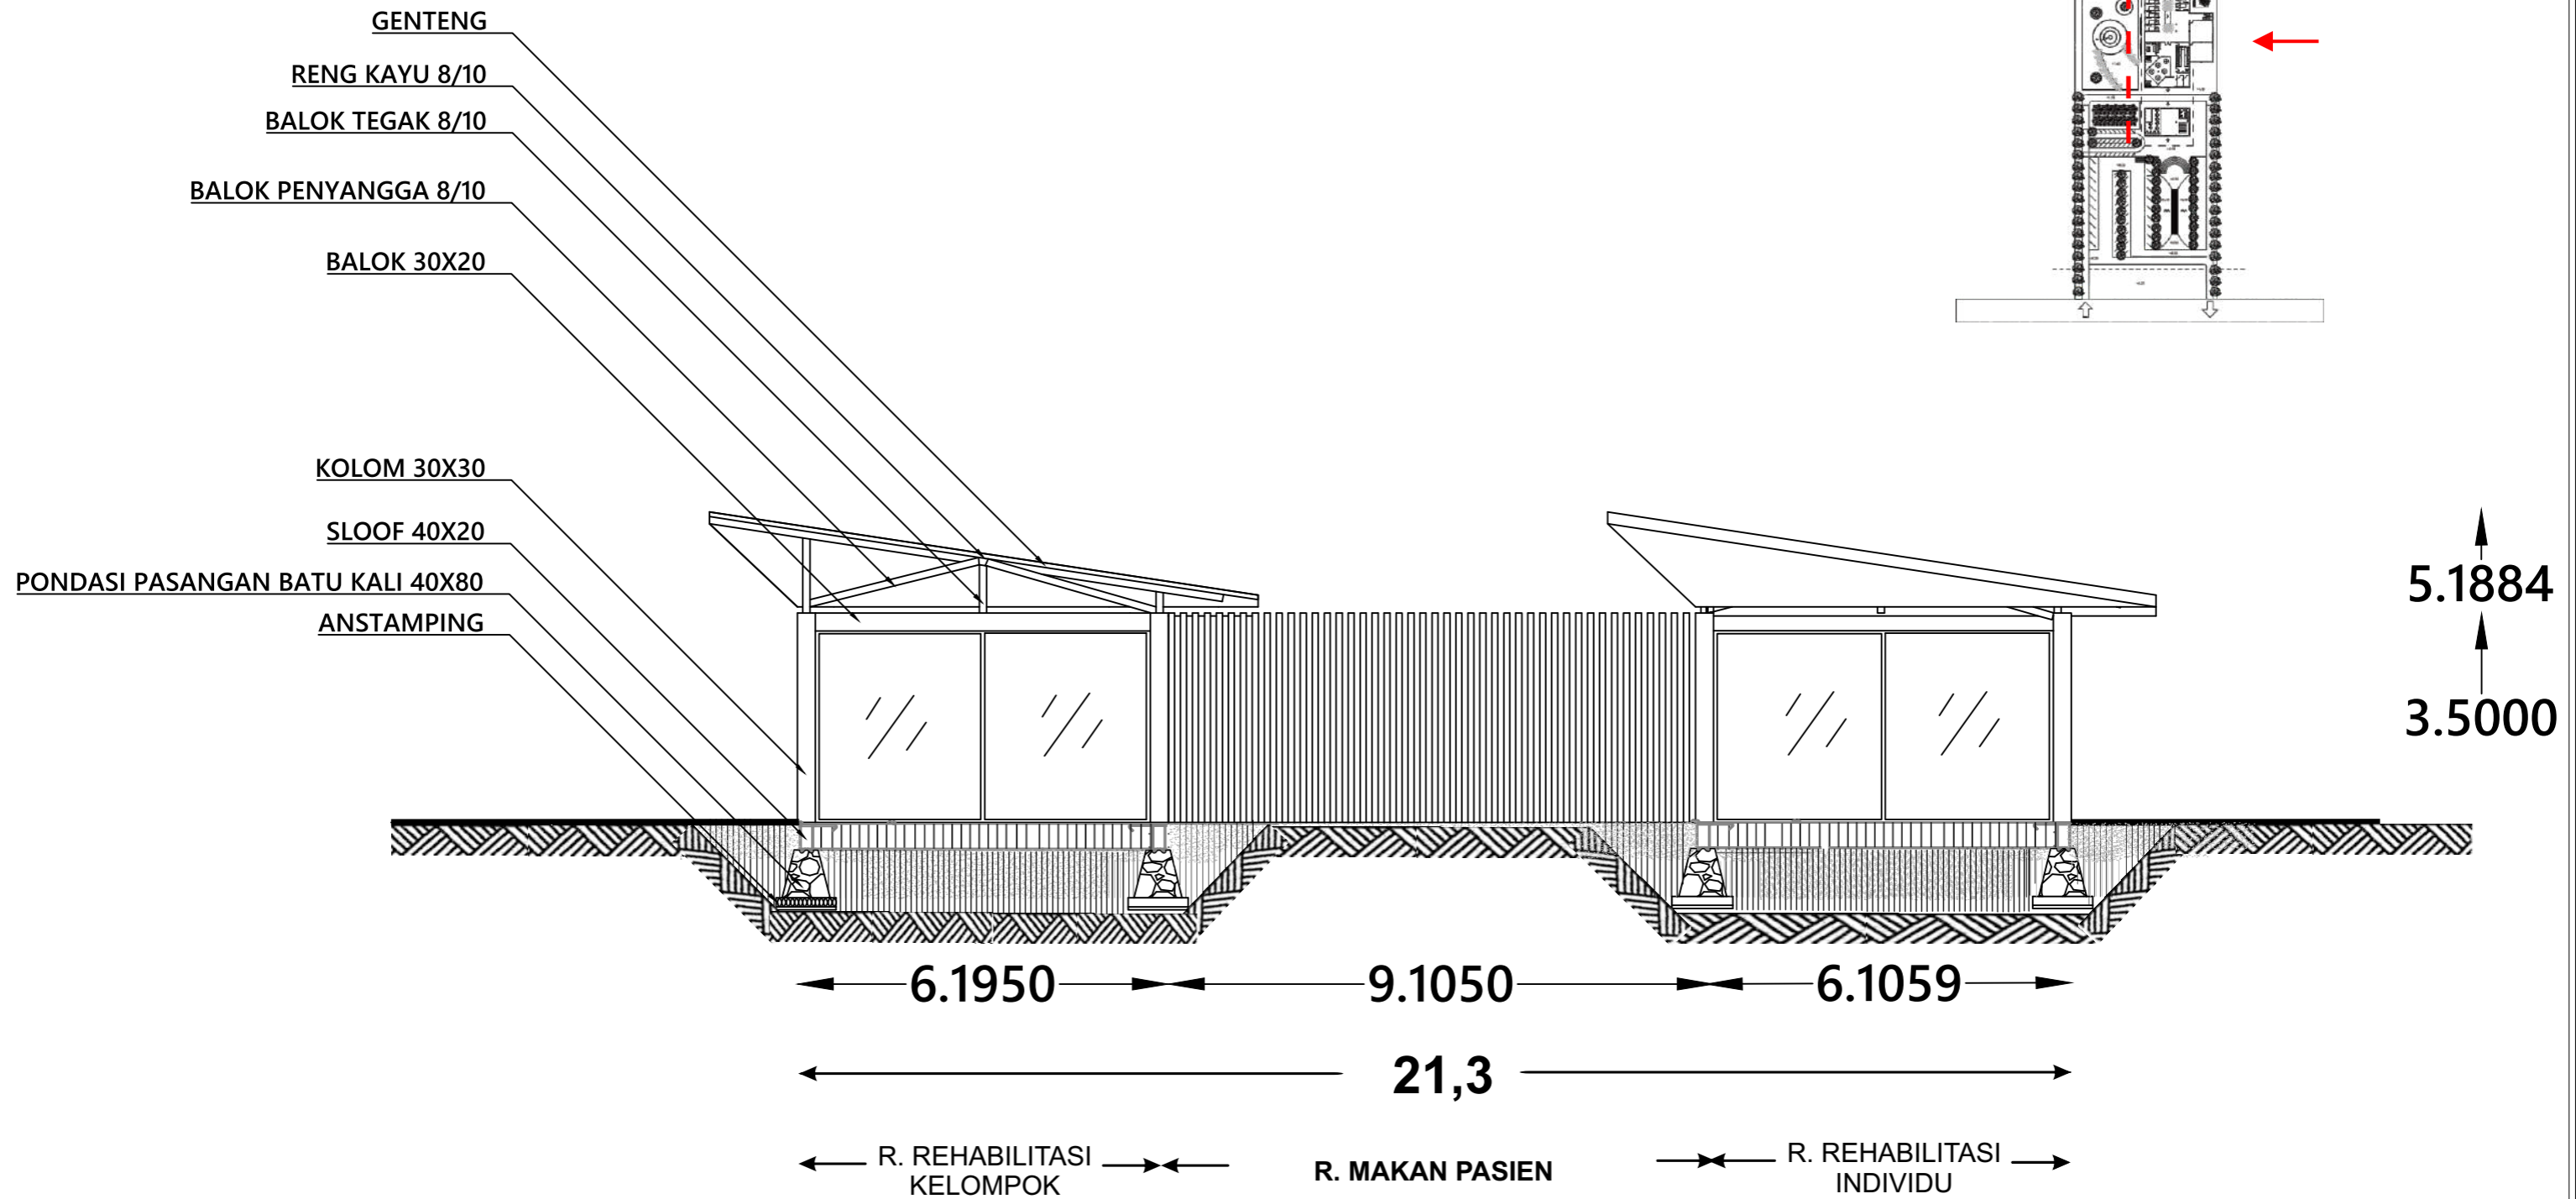 GENTENG
RENG KAYU 8/10
BALOK TEGAK 8/10
BALOK PENYANGGA 8/10
BALOK 30X20
KOLOM 30X30
SLOOF 40X20
PONDASI PASANGAN BATU KALI 40X80
ANSTAMPING
5.1884
3.5000
6.1950
9.1050
6.1059
21,3
R. REHABILITASI
KELOMPOK
R. MAKAN PASIEN
R. REHABILITASI
INDIVIDU